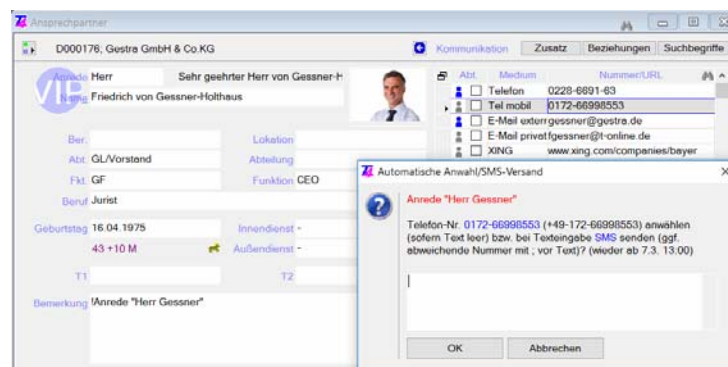 Ansprechpartner
D000176, Gestra GmbH & Co.KG
Kommunikation Zusatz Beziehungen Suchbegriffe
Anrede Herr Sehr geehrter Herr von Gessner-H
VIP
Name Friedrich von Gessner-Holthaus
Abt. Medium Nummer/URL
Telefon 0228-6691-63
Tel mobil 0172-66998553
E-Mail extern gessner@gestra.de
E-Mail privat fgessner@t-online.de
XING www.xing.com/companies/bayer
Ber. Lokation
Abt. GL/Vorstand Abteilung
Fkt. GF Funktion CEO
Beruf Jurist
Geburtstag 16.04.1975 Innendienst -
43 +10 M Außendienst -
T1 T2
Bemerkung !Anrede "Herr Gessner"
Automatische Anwahl/SMS-Versand
Anrede "Herr Gessner"
Telefon-Nr. 0172-66998553 (+49-172-66998553) anwählen
(sofern Text leer) bzw. bei Texteingabe SMS senden (ggf.
abweichende Nummer mit ; vor Text)? (wieder ab 7.3. 13:00)
OK Abbrechen